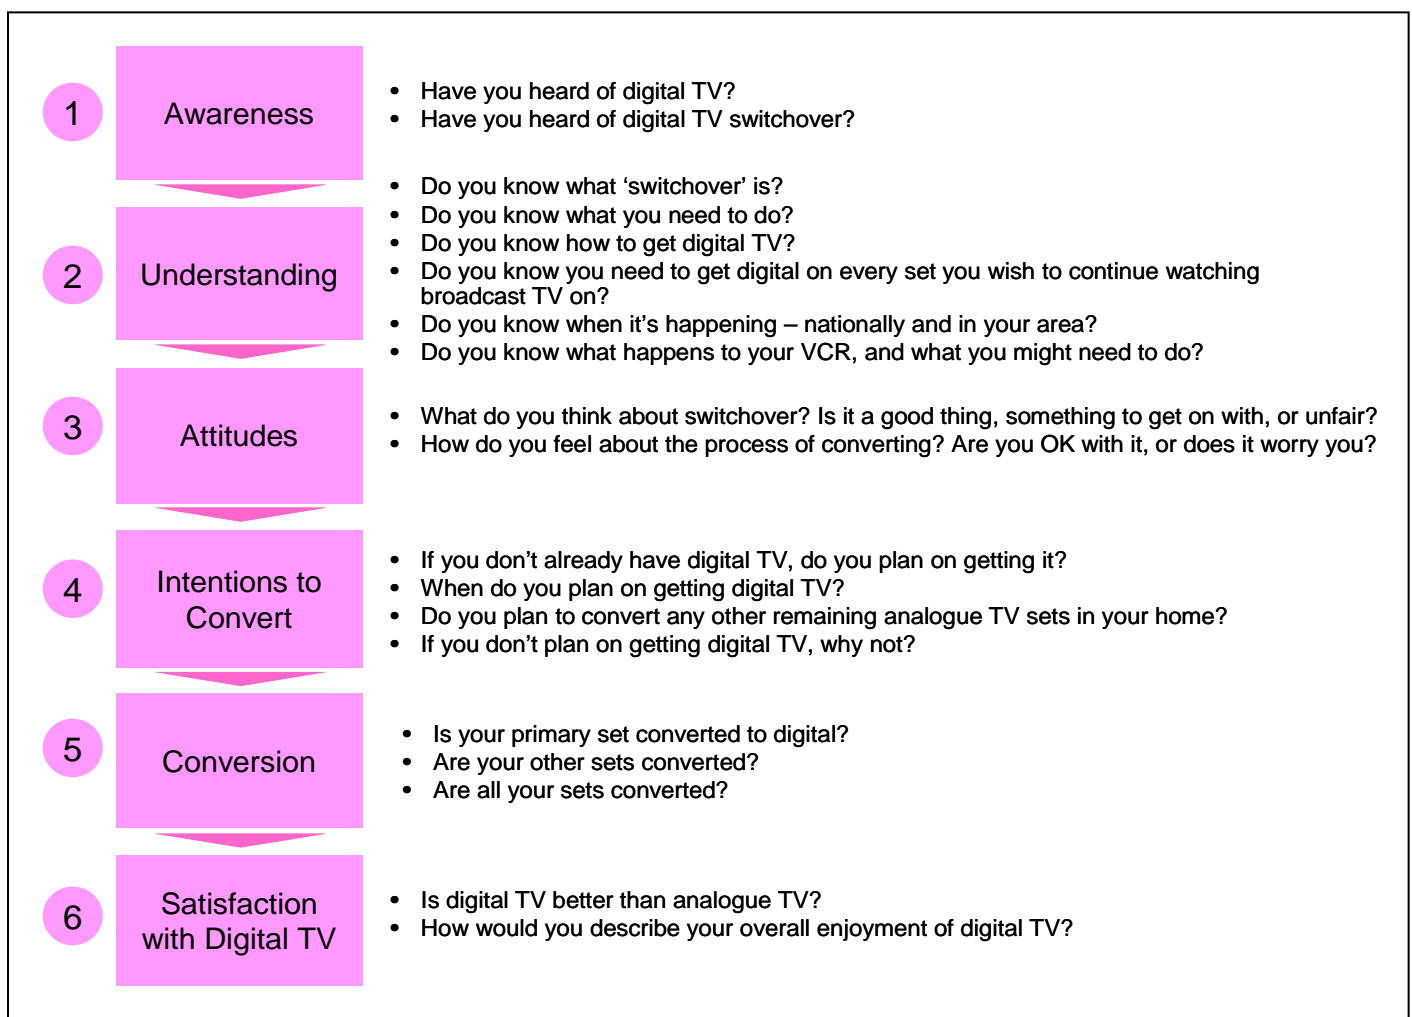 1
Awareness
• Have you heard of digital TV?
• Have you heard of digital TV switchover?
2
Understanding
• Do you know what ‘switchover’ is?
• Do you know what you need to do?
• Do you know how to get digital TV?
• Do you know you need to get digital on every set you wish to continue watching
broadcast TV on?
• Do you know when it’s happening – nationally and in your area?
• Do you know what happens to your VCR, and what you might need to do?
3
Attitudes
• What do you think about switchover? Is it a good thing, something to get on with, or unfair?
• How do you feel about the process of converting? Are you OK with it, or does it worry you?
4
Intentions to
Convert
• If you don’t already have digital TV, do you plan on getting it?
• When do you plan on getting digital TV?
• Do you plan to convert any other remaining analogue TV sets in your home?
• If you don’t plan on getting digital TV, why not?
5
Conversion
• Is your primary set converted to digital?
• Are your other sets converted?
• Are all your sets converted?
6
Satisfaction
with Digital TV
• Is digital TV better than analogue TV?
• How would you describe your overall enjoyment of digital TV?